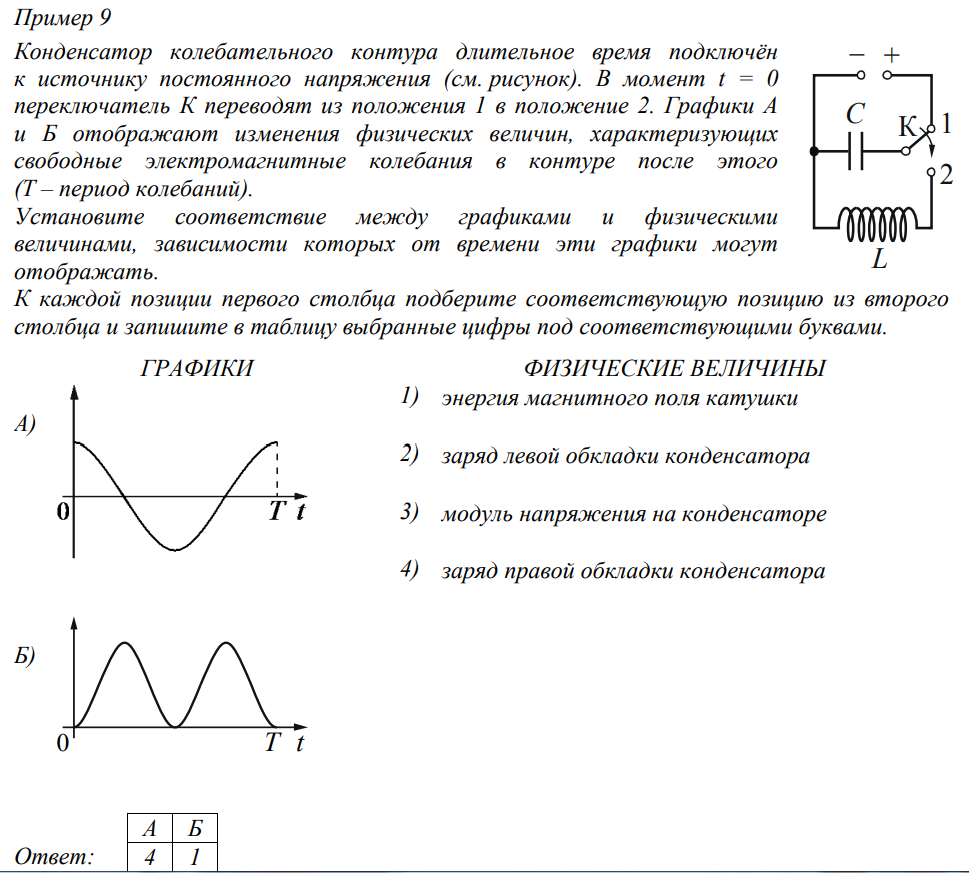 Пример 9
Конденсатор колебательного контура длительное время подключён
к источнику постоянного напряжения (см. рисунок). В момент t = 0
переключатель К переводят из положения 1 в положение 2. Графики А
и Б отображают изменения физических величин, характеризующих
свободные электромагнитные колебания в контуре после этого
(T – период колебаний).
Установите соответствие между графиками и физическими
величинами, зависимости которых от времени эти графики могут
отображать.
К каждой позиции первого столбца подберите соответствующую позицию из второго
столбца и запишите в таблицу выбранные цифры под соответствующими буквами.
– +
C
К 1
2
L
ГРАФИКИ
А)
0 T t
Б)
0 T t
ФИЗИЧЕСКИЕ ВЕЛИЧИНЫ
1) энергия магнитного поля катушки
2) заряд левой обкладки конденсатора
3) модуль напряжения на конденсаторе
4) заряд правой обкладки конденсатора
А Б
Ответ: 4 1